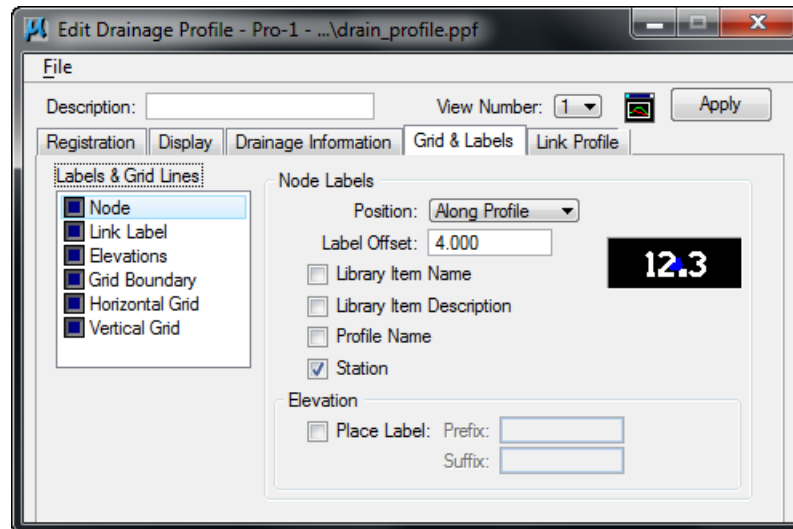 Edit Drainage Profile - Pro-1 - ...\drain_profile.ppf
File
Description: View Number: 1 Apply
Registration Display Drainage Information Grid & Labels Link Profile
Labels & Grid Lines
Node
Link Label
Elevations
Grid Boundary
Horizontal Grid
Vertical Grid
Node Labels
Position: Along Profile
Label Offset: 4.000
12.3
Library Item Name
Library Item Description
Profile Name
Station
Elevation
Place Label: Prefix:
Suffix: